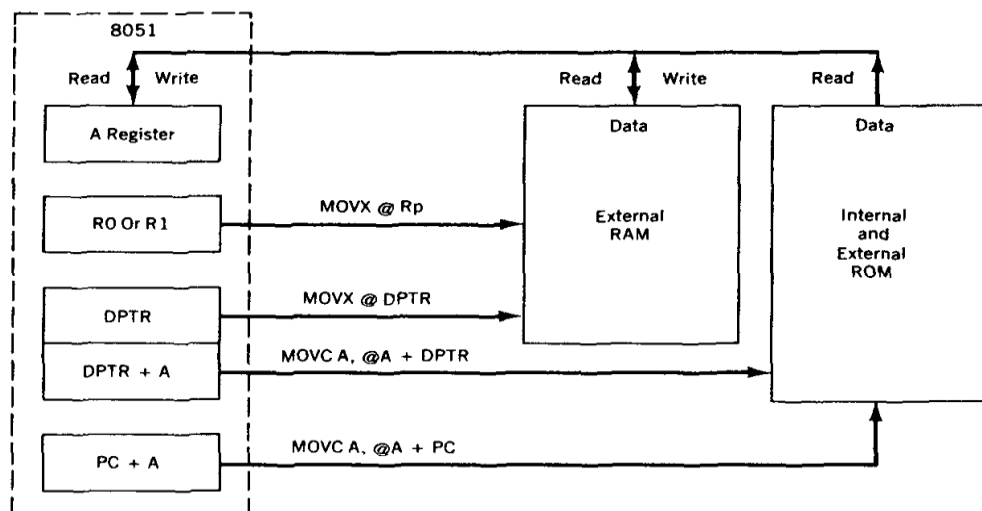 8051
Read Write
Read Write
Read
A Register
Data
Data
R0 Or R1
MOVX @ Rp
External
RAM
Internal
and
External
ROM
DPTR
MOVX @ DPTR
DPTR + A
MOVC A, @A + DPTR
PC + A
MOVC A, @A + PC